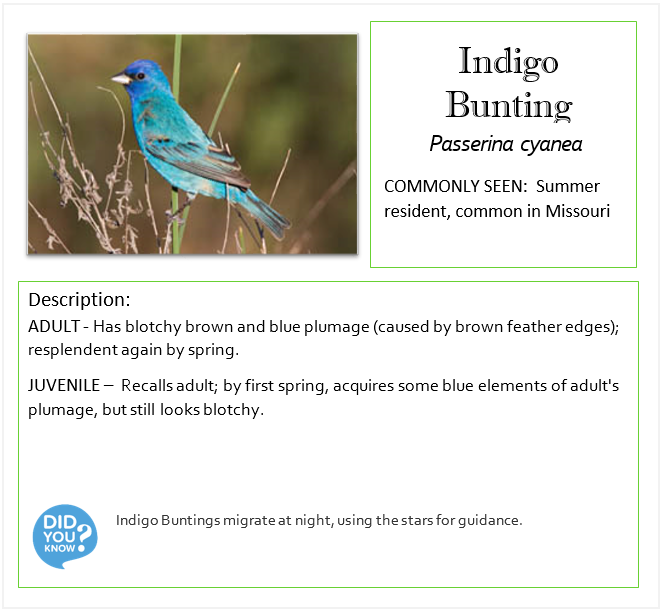 Indigo
Bunting
Passerina cyanea
COMMONLY SEEN:  Summer
resident, common in Missouri
Description:
ADULT - Has blotchy brown and blue plumage (caused by brown feather edges);
resplendent again by spring.
JUVENILE –  Recalls adult; by first spring, acquires some blue elements of adult's
plumage, but still looks blotchy.
DID
YOU
KNOW?
Indigo Buntings migrate at night, using the stars for guidance.